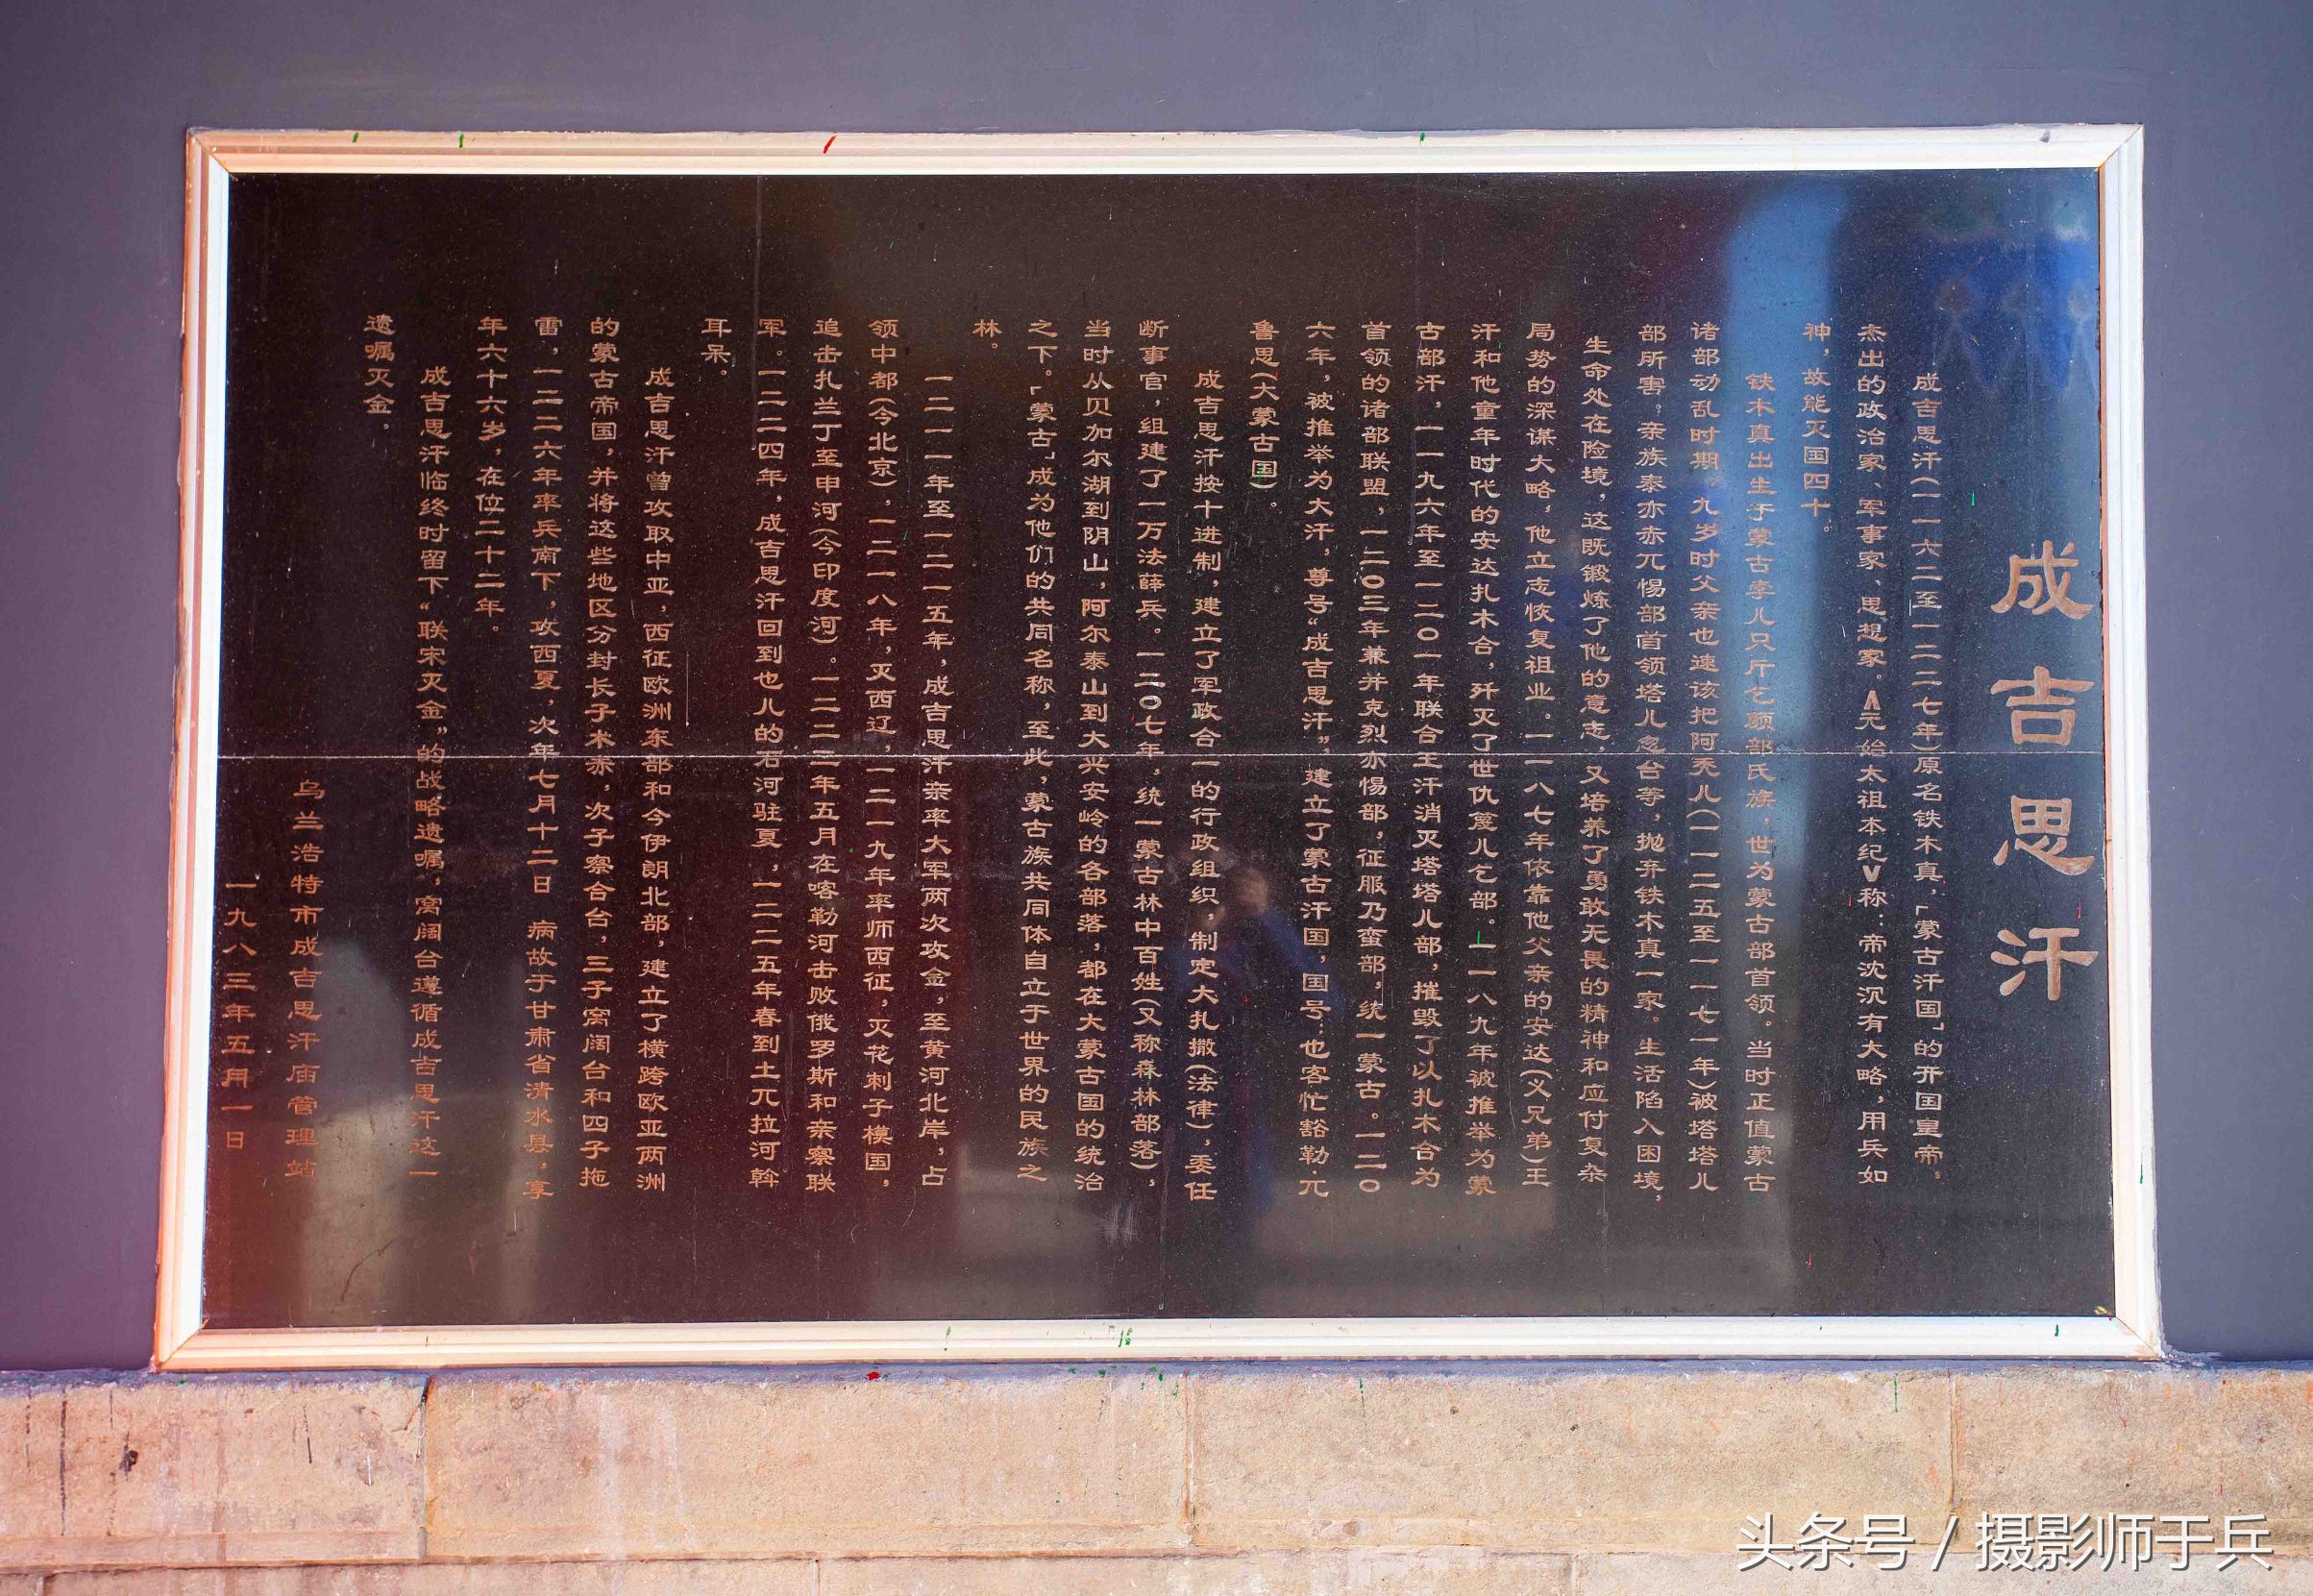 成吉思汗
成吉思汗(一一六二至一二二七年)原名铁木真,「蒙古汗国」的开国皇帝。
杰出的政治家、军事家、思想家。《元始太祖本纪》称:帝沈沉有大略,用兵如
神,故能灭国四十。
铁木真出生于蒙古孛儿只斤乞颜部氏族,世为蒙古部首领。当时正值蒙古
诸部动乱时期。九岁时父亲也速该把阿秃儿(一一二五至一一七一年)被塔塔儿
部所害。亲族泰亦赤兀惕部首领塔儿忽台等,抛弃铁木真一家。生活陷入困境,
生命处在险境,这既锻炼了他的意志,又培养了勇敢无畏的精神和应付复杂
局势的深谋大略,他立志恢复祖业。一一八七年依靠他父亲的安达(义兄弟)王
汗和他童年时代的安达扎木合,歼灭了世仇篾儿乞部。一一八九年被推举为蒙
古部汗,一一九六年至一二〇一年联合王汗消灭塔塔儿部,摧毁了以扎木合为
首领的诸部联盟,一二〇三年兼并克烈亦惕部,征服乃蛮部,统一蒙古。一二〇
六年,被推举为大汗,尊号“成吉思汗”,建立了蒙古汗国,国号:也客忙豁勒·兀
鲁思(大蒙古国)。
成吉思汗按十进制,建立了军政合一的行政组织,制定大扎撒(法律),委任
断事官,组建了一万法薛兵。一二〇七年,统一蒙古林中百姓(又称森林部落),
当时从贝加尔湖到阴山,阿尔泰山到大兴安岭的各部落,都在大蒙古国的统治
之下。「蒙古」成为他们的共同名称,至此,蒙古族共同体自立于世界的民族之
林。
一二一一年至一二一五年,成吉思汗亲率大军两次攻金,至黄河北岸,占
领中都(今北京),一二一八年,灭西辽,一二一九年率师西征,灭花剌子模国,
追击扎兰丁至申河(今印度河)。一二二三年五月在喀勒河击败俄罗斯和亲察联
军。一二二四年,成吉思汗回到也儿的石河驻夏,一二二五年春到土兀拉河斡
耳呆。
成吉思汗曾攻取中亚,西征欧洲东部和今伊朗北部,建立了横跨欧亚两洲
的蒙古帝国,并将这些地区分封长子术赤,次子察合台,三子窝阔台和四子拖
雷,一二二六年率兵南下,攻西夏,次年七月十二日 病故于甘肃省清水县,享
年六十六岁,在位二十二年。
成吉思汗临终时留下“联宋灭金”的战略遗嘱,窝阔台遵循成吉思汗这一
遗嘱灭金。
乌兰浩特市成吉思汗庙管理站
一九八三年五月一日
头条号 / 摄影师于兵